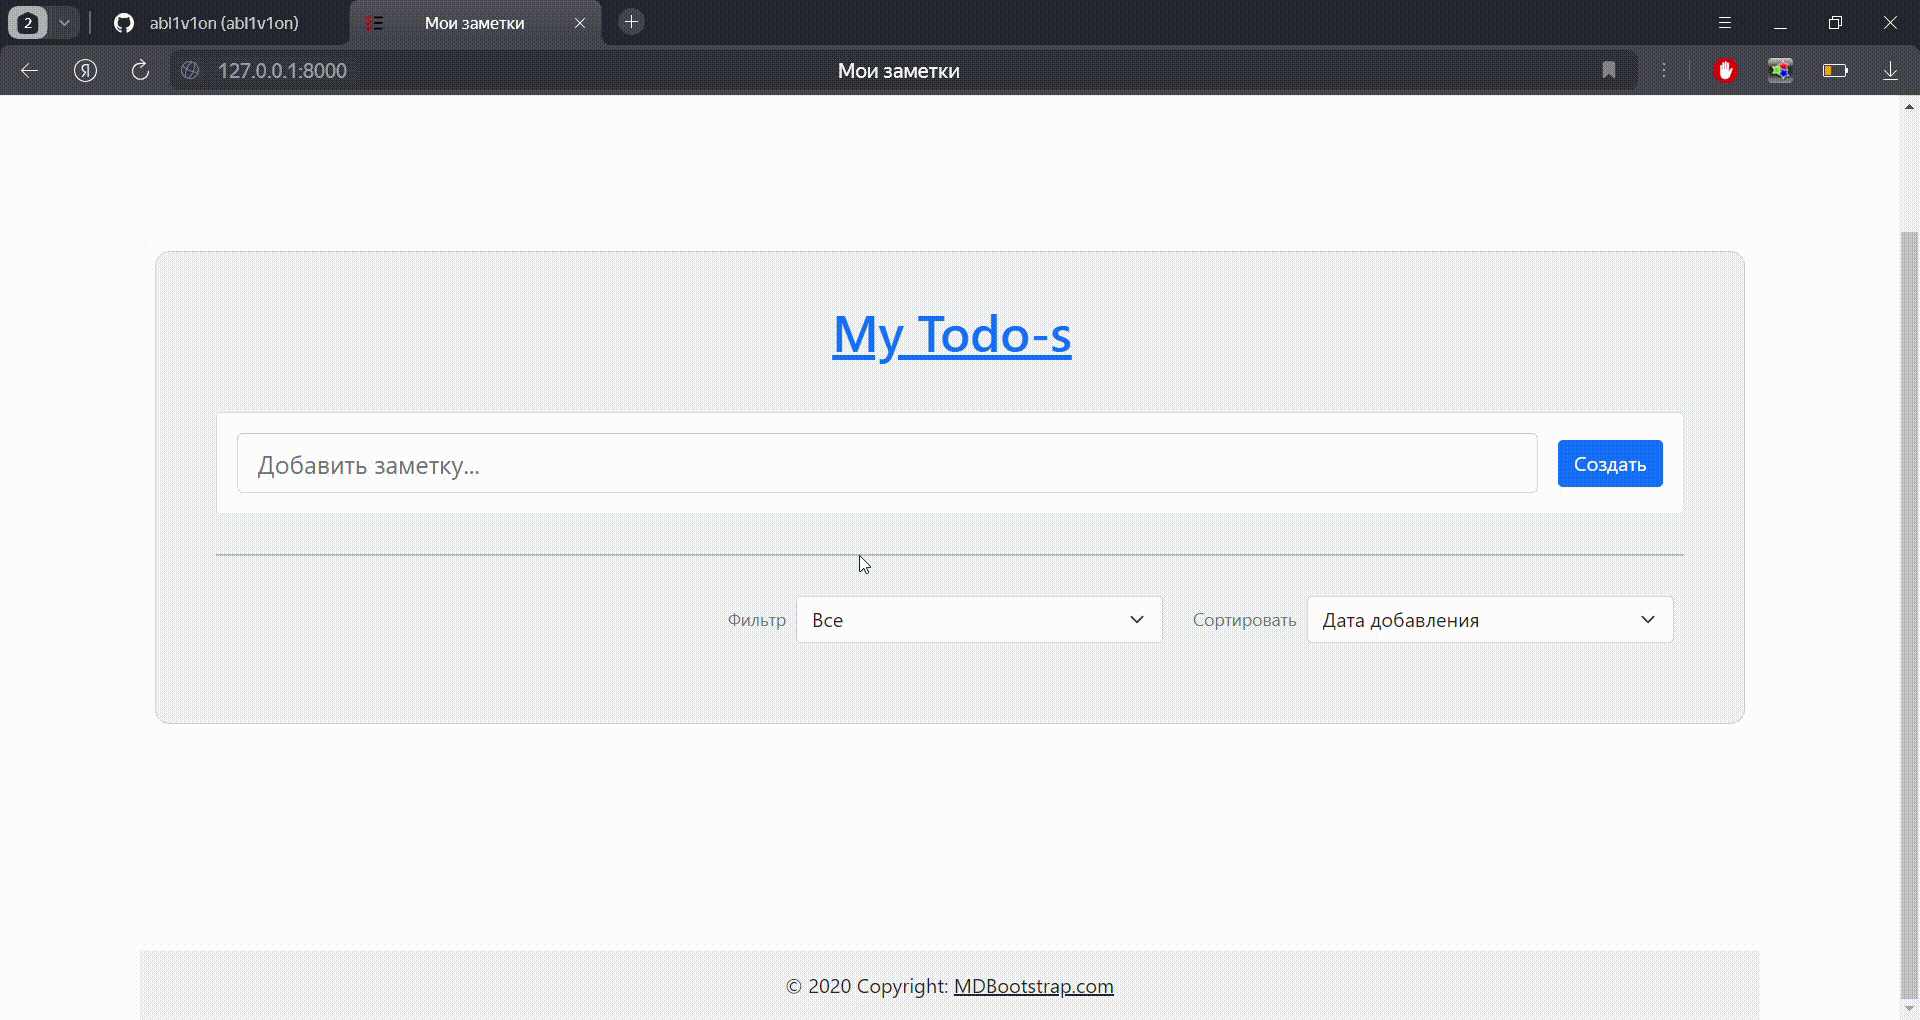 2
abl1v1on (abl1v1on)
Мои заметки
Я
127.0.0.1:8000
Мои заметки
My Todo-s
Добавить заметку...
Создать
Фильтр
Все
Сортировать
Дата добавления
© 2020 Copyright: MDBootstrap.com